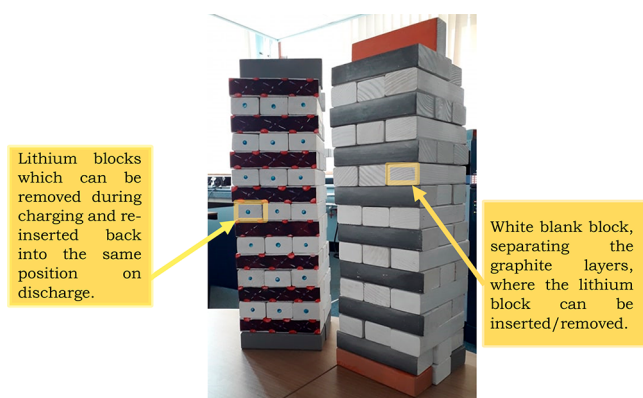 Lithium blocks
which can be
removed during
charging and re-
inserted back
into the same
position on
discharge.
White blank block,
separating the
graphite layers,
where the lithium
block can be
inserted/removed.